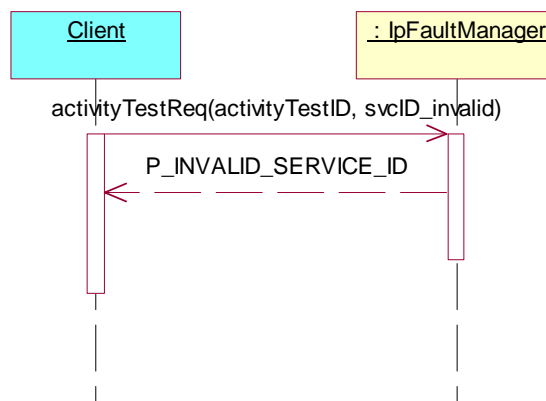 Client
: IpFaultManager
activityTestReq(activityTestID, svcID_invalid)
P_INVALID_SERVICE_ID